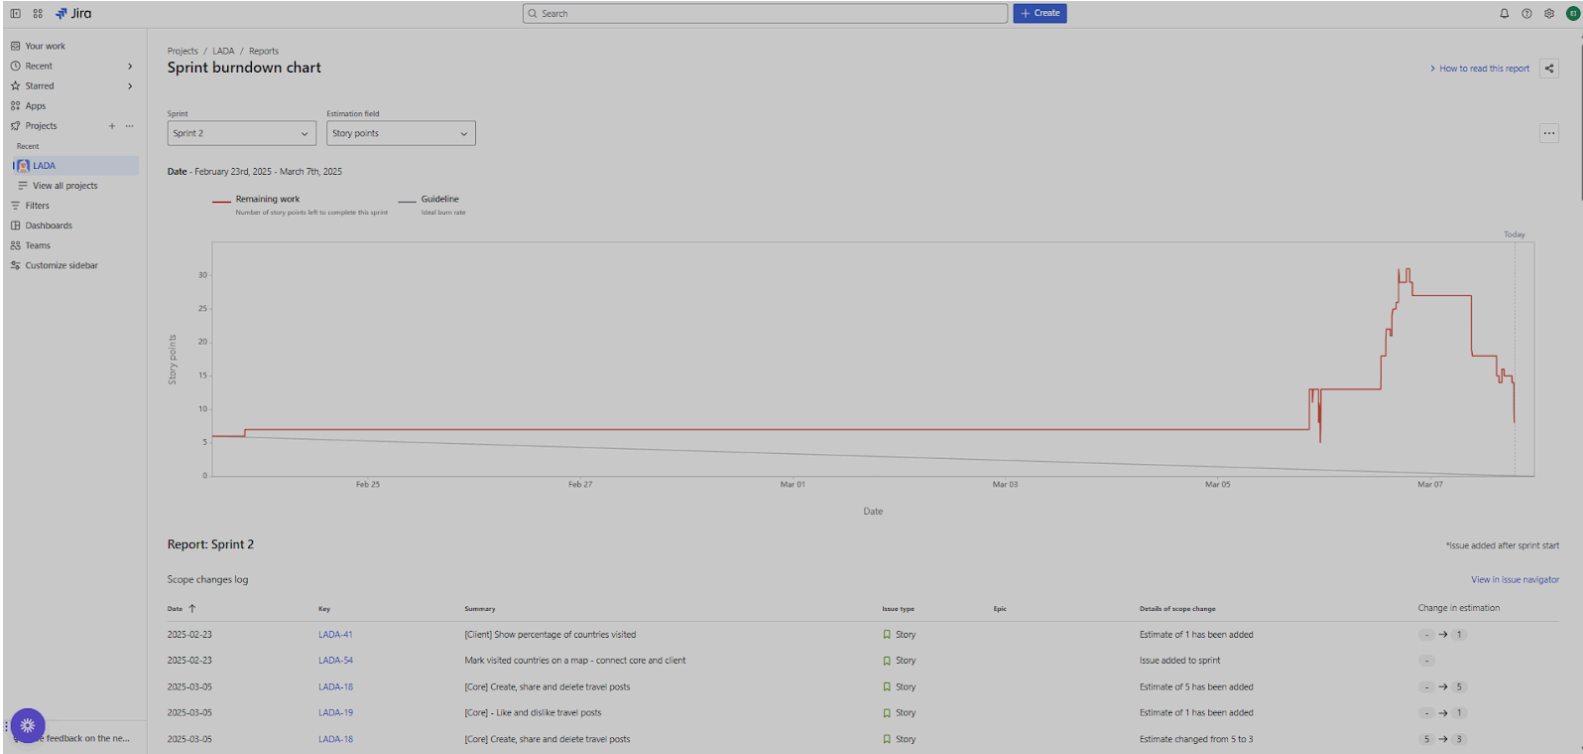 Jira
Search
+ Create
Your work
Recent
Starred
Apps
Projects
Recent
LADA
View all projects
Filters
Dashboards
Teams
Customize sidebar
feedback on the ne...
Projects / LADA / Reports
Sprint burndown chart
How to read this report
Sprint
Estimation field
Sprint 2
Story points
Date - February 23rd, 2025 - March 7th, 2025
Remaining work
Number of story points left to complete this sprint
Guideline
Ideal burn rate
Today
Story points
30
25
20
15
10
5
0
Feb 25 Feb 27 Mar 01 Mar 03 Mar 05 Mar 07
Date
Report: Sprint 2
*Issue added after sprint start
Scope changes log
View in issue navigator
Date ↑ Key Summary Issue type Epic Details of scope change Change in estimation
2025-02-23 LADA-41 [Client] Show percentage of countries visited Story Estimate of 1 has been added - → 1
2025-02-23 LADA-54 Mark visited countries on a map - connect core and client Story Issue added to sprint -
2025-03-05 LADA-18 [Core] Create, share and delete travel posts Story Estimate of 5 has been added - → 5
2025-03-05 LADA-19 [Core] - Like and dislike travel posts Story Estimate of 1 has been added - → 1
2025-03-05 LADA-18 [Core] Create, share and delete travel posts Story Estimate changed from 5 to 3 5 → 3